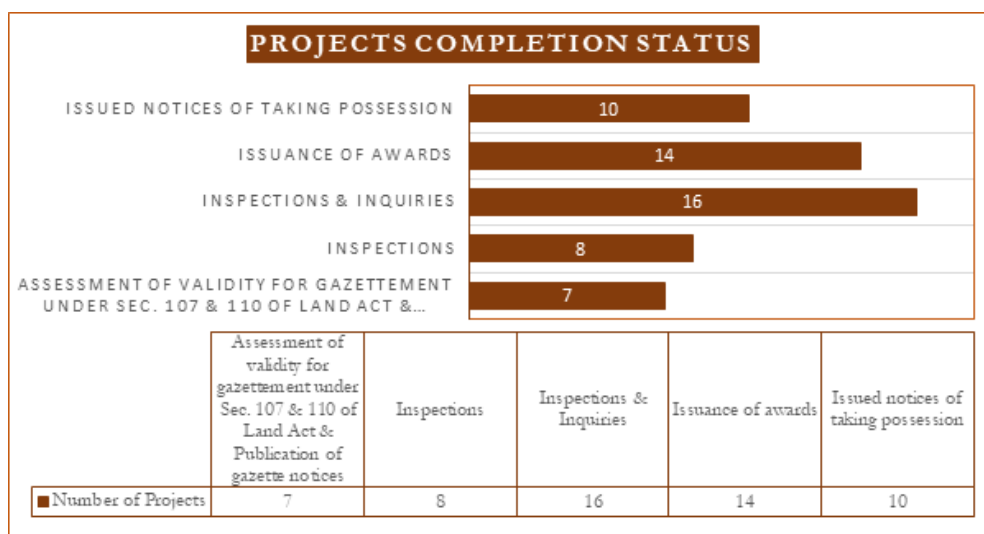 PROJECTS COMPLETION STATUS
ISSUED NOTICES OF TAKING POSSESSION
10
ISSUANCE OF AWARDS
14
INSPECTIONS & INQUIRIES
16
INSPECTIONS
8
ASSESSMENT OF VALIDITY FOR GAZETTEMENT
UNDER SEC. 107 & 110 OF LAND ACT &...
7
Assessment of
validity for
gazettement under
Sec. 107 & 110 of
Land Act &
Publication of
gazette notices
Inspections
Inspections &
Inquiries
Issuance of awards
Issued notices of
taking possession
Number of Projects 7 8 16 14 10